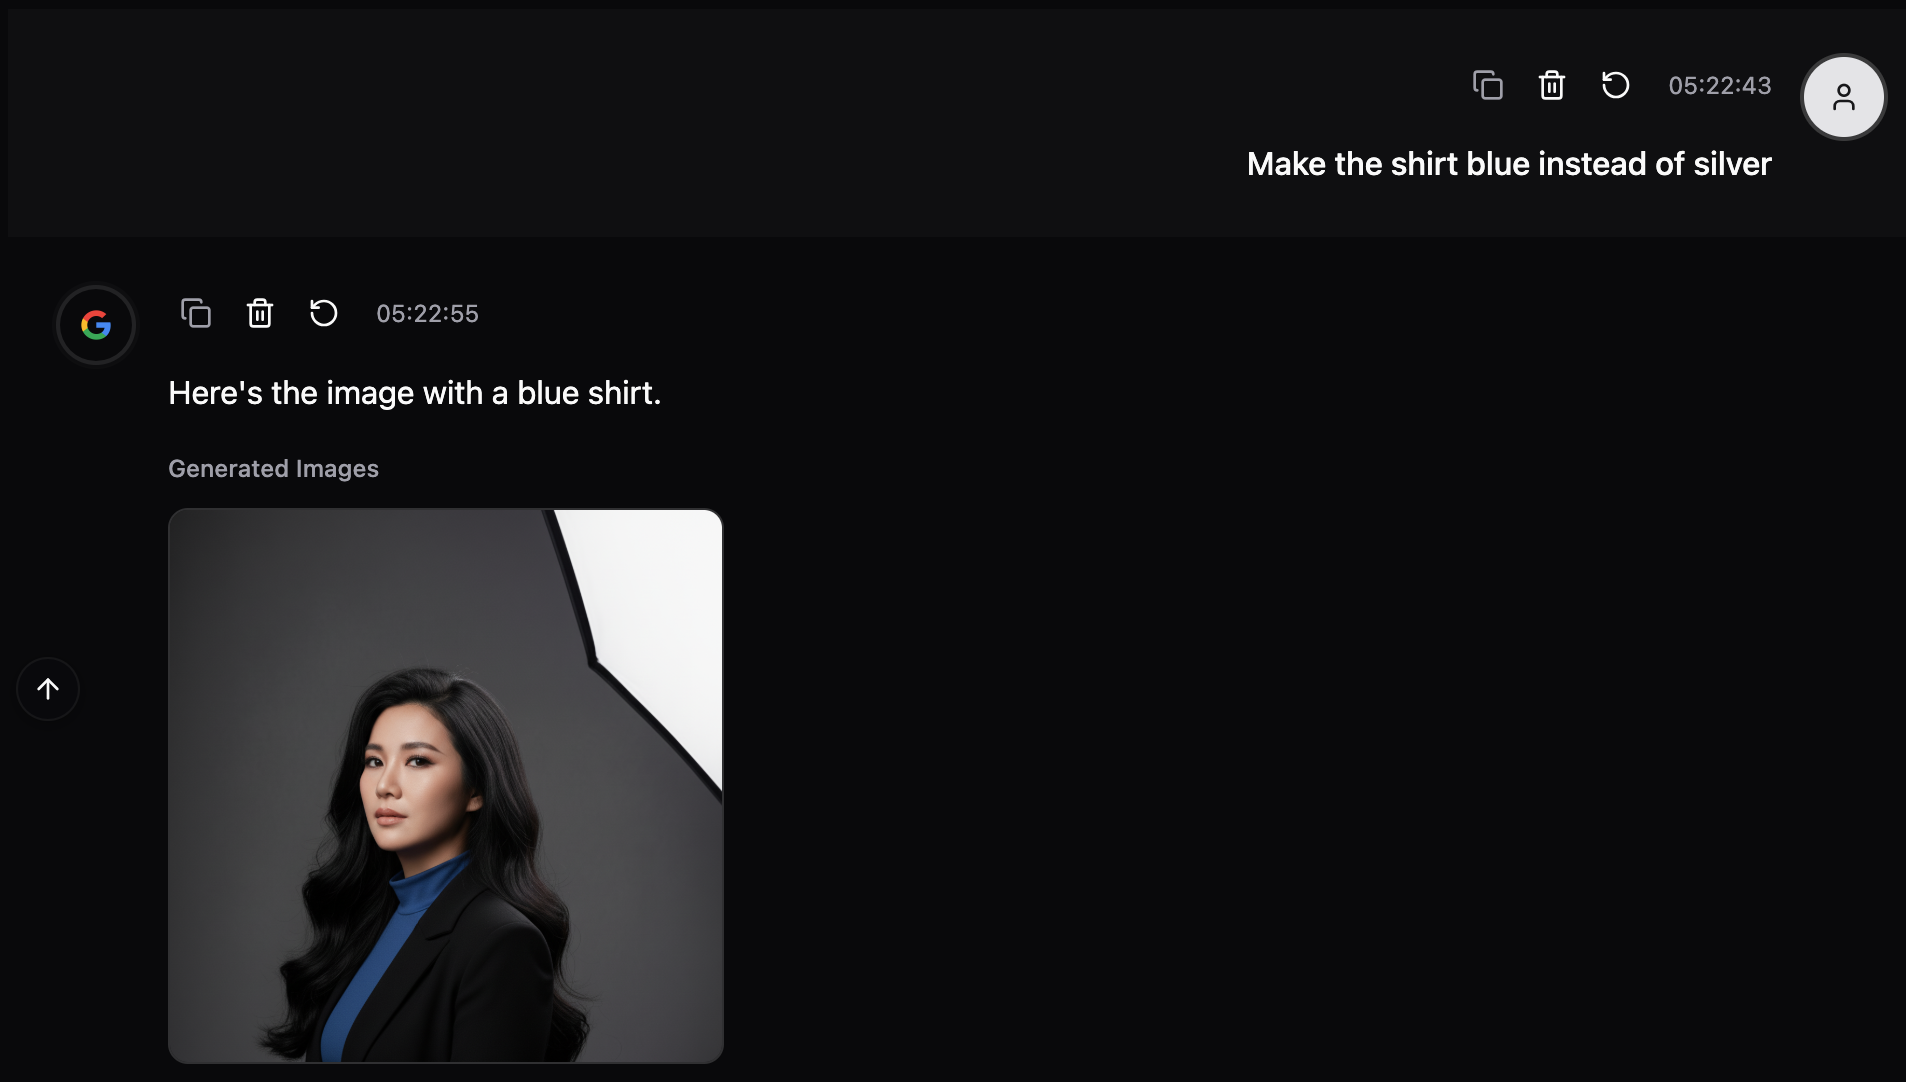 05:22:43
Make the shirt blue instead of silver
05:22:55
Here's the image with a blue shirt.
Generated Images